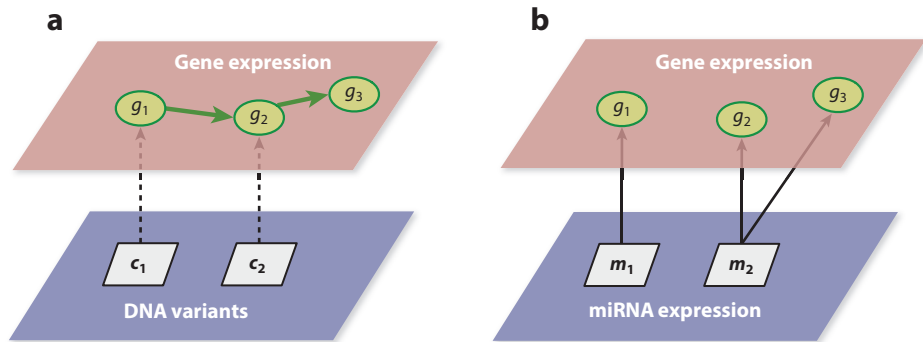 a
Gene expression
g1
g2
g3
c1
c2
DNA variants
b
Gene expression
g1
g2
g3
m1
m2
miRNA expression